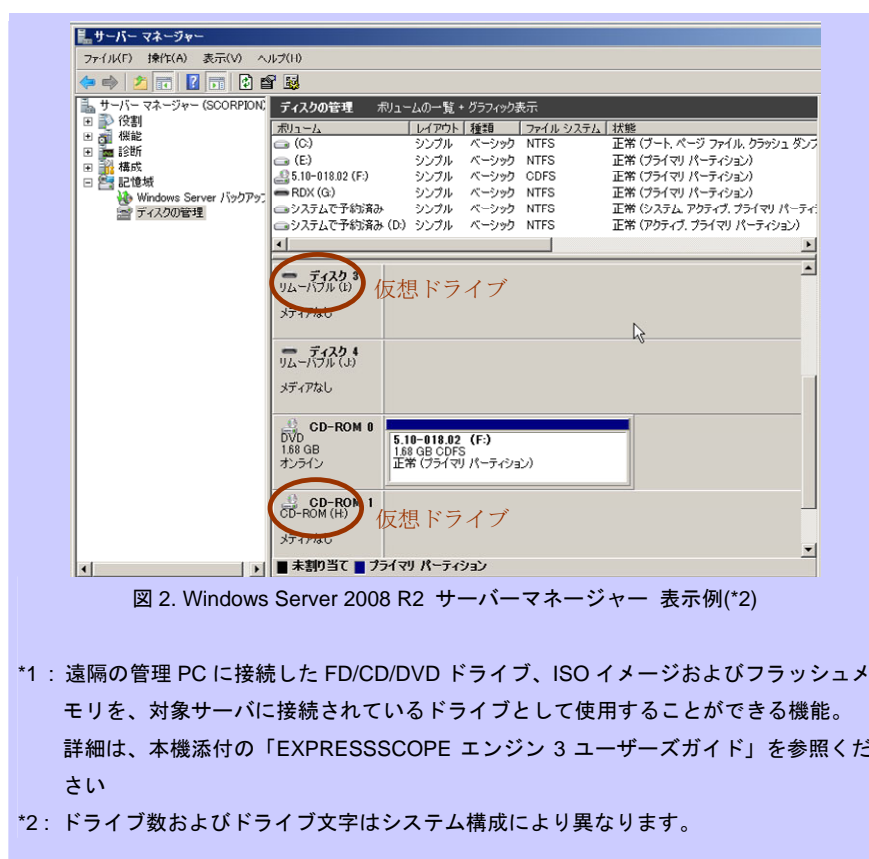 サーバー マネージャー
ファイル(F) 操作(A) 表示(V) ヘルプ(H)
サーバー マネージャー (SCORPION
役割
機能
診断
構成
記憶域
Windows Server バックアップ
ディスクの管理
ディスクの管理 ボリュームの一覧 + グラフィック表示
ボリューム レイアウト 種類 ファイル システム 状態
(C:) シンプル ベーシック NTFS 正常 (ブート, ページ ファイル, クラッシュ ダンプ
(E:) シンプル ベーシック NTFS 正常 (プライマリ パーティション)
5.10-018.02 (F:) シンプル ベーシック CDFS 正常 (プライマリ パーティション)
RDX (G:) シンプル ベーシック NTFS 正常 (プライマリ パーティション)
システムで予約済み シンプル ベーシック NTFS 正常 (システム, アクティブ, プライマリ パーティ
システムで予約済み (D:) シンプル ベーシック NTFS 正常 (アクティブ, プライマリ パーティション)
ディスク 3
リムーバブル (I:)
メディアなし
仮想ドライブ
ディスク 4
リムーバブル (J:)
メディアなし
CD-ROM 0
DVD
1.68 GB
オンライン
5.10-018.02 (F:)
1.68 GB CDFS
正常 (プライマリ パーティション)
CD-ROM 1
CD-ROM (H:)
メディアなし
仮想ドライブ
未割り当て プライマリ パーティション
図 2. Windows Server 2008 R2 サーバーマネージャー 表示例(*2)
*1 : 遠隔の管理 PC に接続した FD/CD/DVD ドライブ、ISO イメージおよびフラッシュメ
モリを、対象サーバに接続されているドライブとして使用することができる機能。
詳細は、本機添付の「EXPRESSSCOPE エンジン 3 ユーザーズガイド」を参照くだ
さい
*2 : ドライブ数およびドライブ文字はシステム構成により異なります。